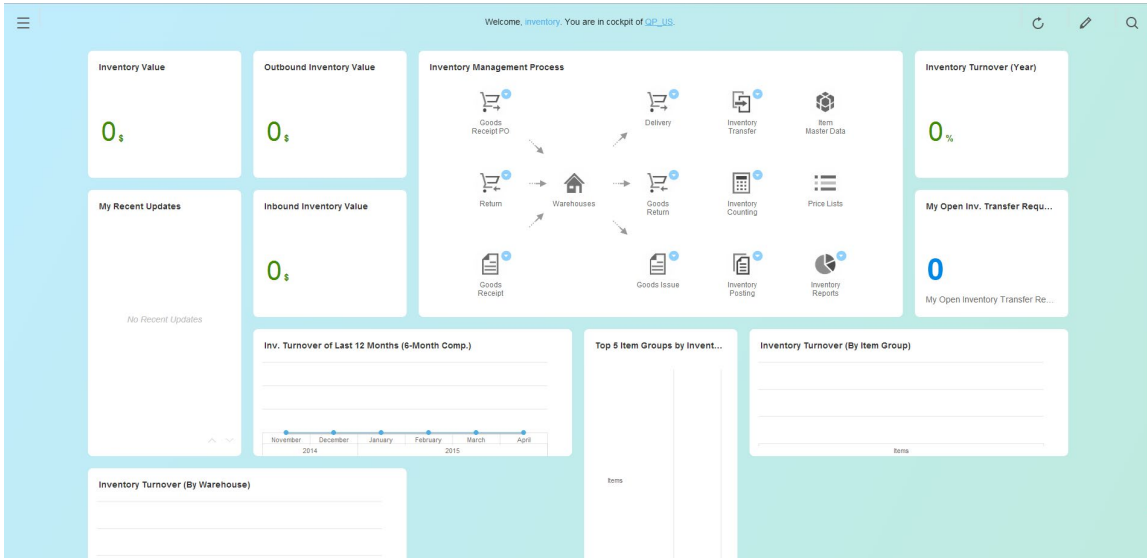 Welcome, inventory. You are in cockpit of QP_US.
Inventory Value
0 $
Outbound Inventory Value
0 $
Inventory Management Process
Goods
Receipt PO
Delivery
Inventory
Transfer
Item
Master Data
Return
Warehouses
Goods
Return
Inventory
Counting
Price Lists
Goods
Receipt
Goods Issue
Inventory
Posting
Inventory
Reports
Inventory Turnover (Year)
0 %
My Recent Updates
No Recent Updates
Inbound Inventory Value
0 $
My Open Inv. Transfer Requ...
0
My Open Inventory Transfer Re...
Inv. Turnover of Last 12 Months (6-Month Comp.)
November December January February March April
2014 2015
Top 5 Item Groups by Invent...
Items
Inventory Turnover (By Item Group)
Items
Inventory Turnover (By Warehouse)